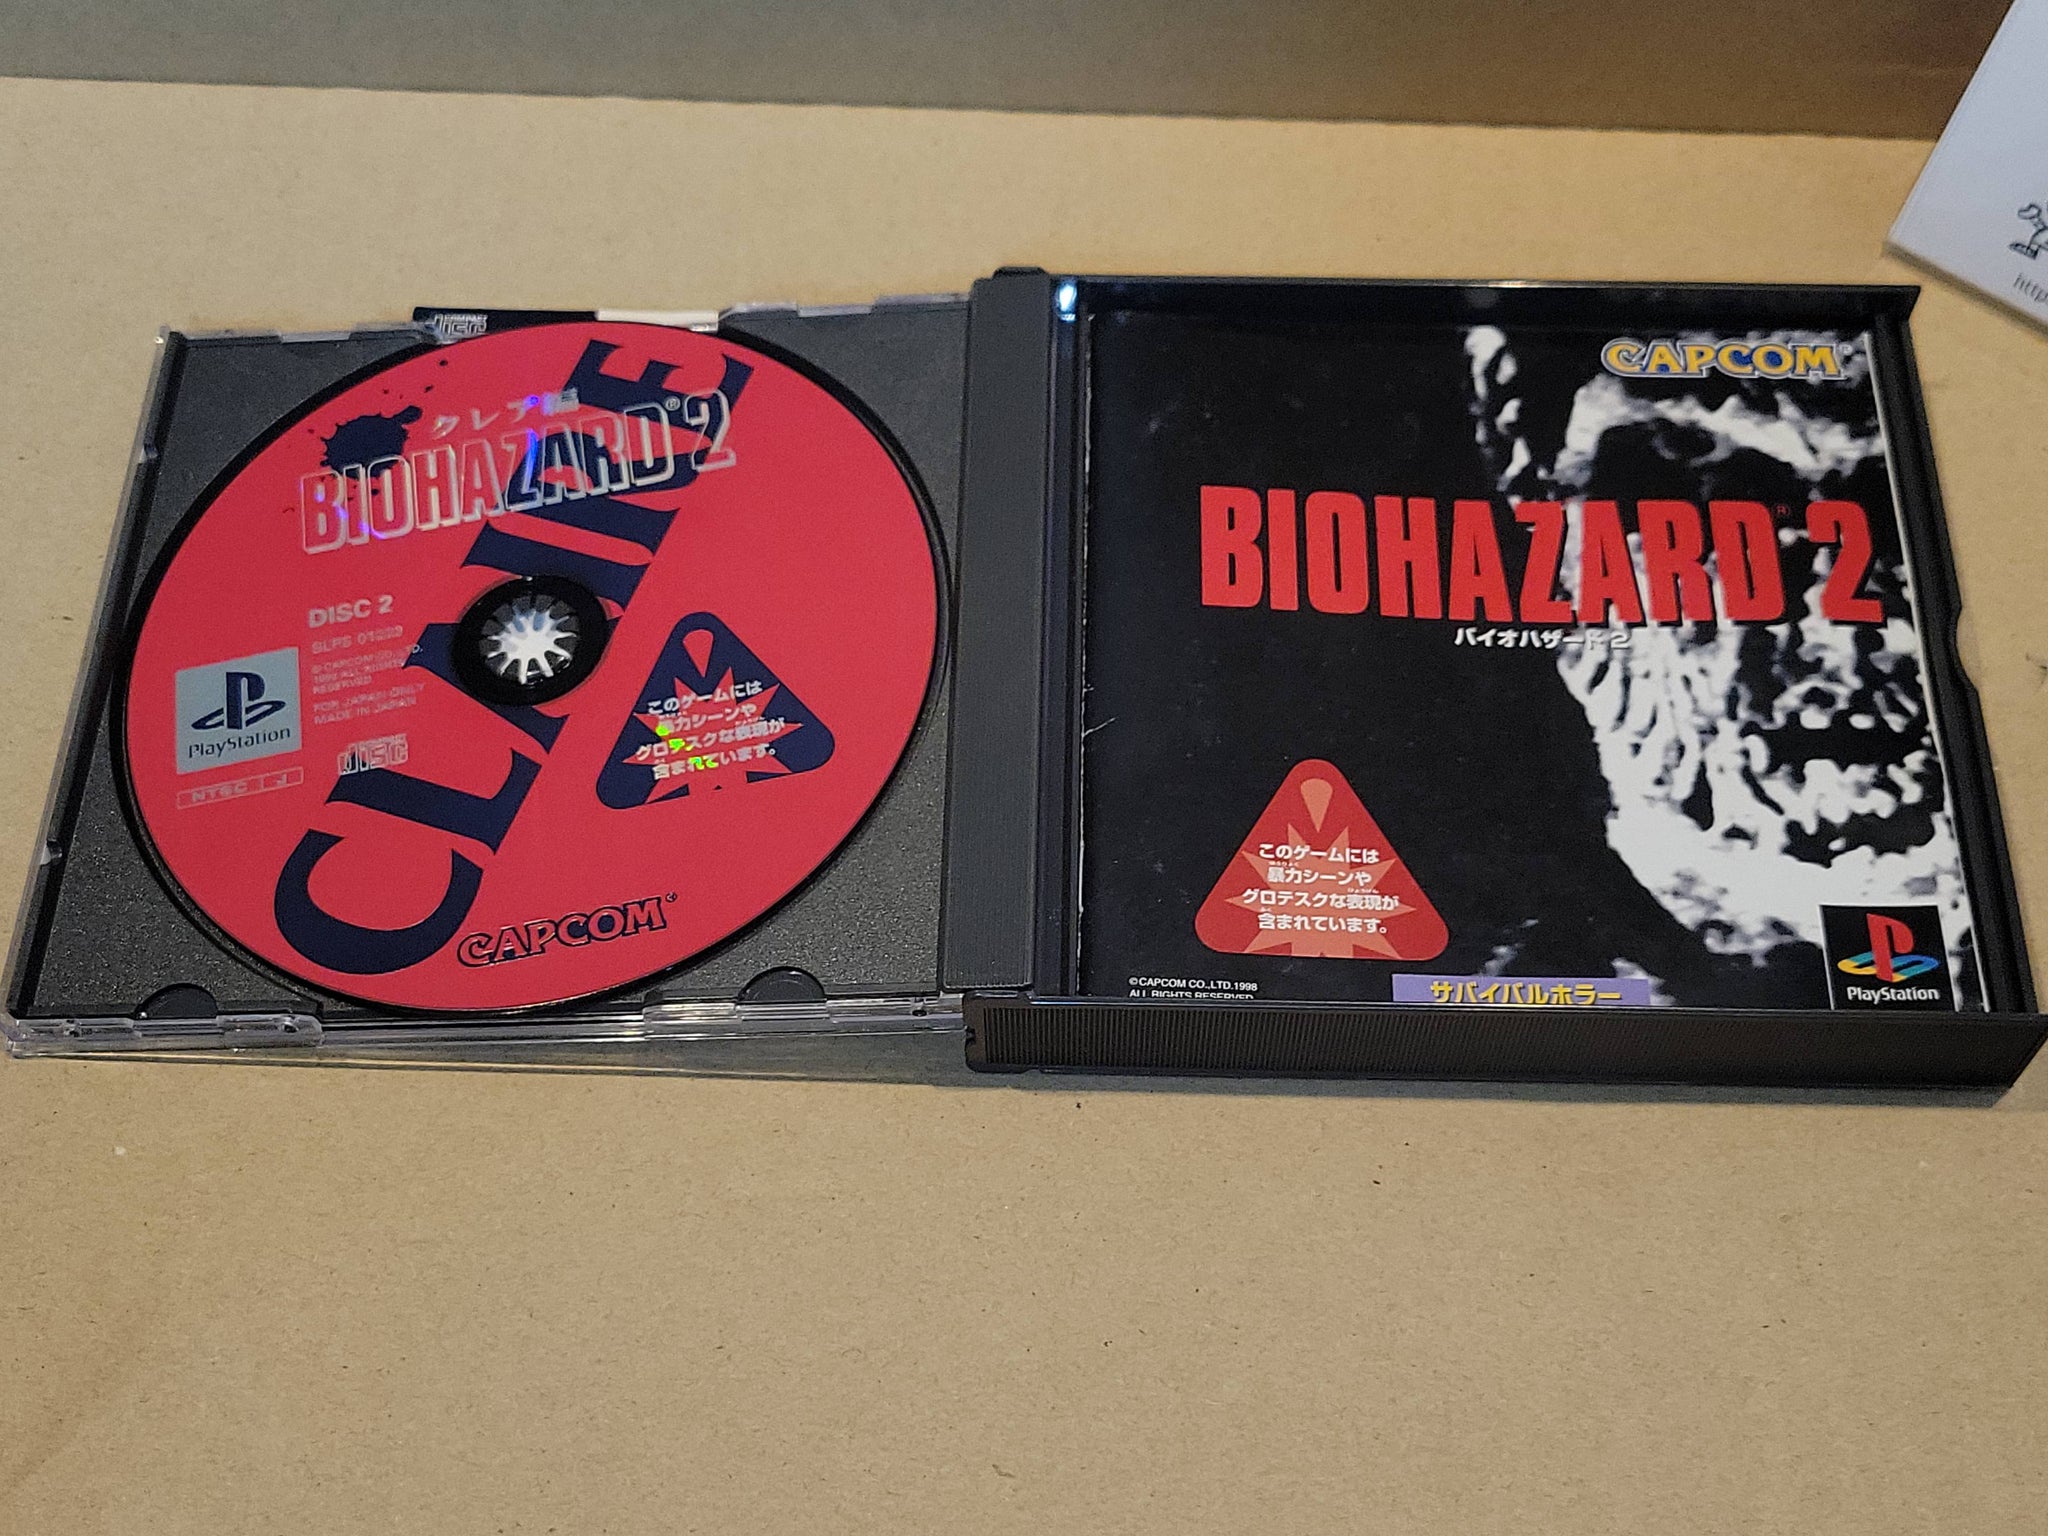 クレア編
BIOHAZARD® 2
CLAIRE
DISC 2
SLPS 01223
© CAPCOM CO., LTD.
1998 ALL RIGHTS
RESERVED
FOR JAPAN ONLY
MADE IN JAPAN
PlayStation
NTSC J
disc
このゲームには
暴力シーンや
グロテスクな表現が
含まれています。
CAPCOM
CAPCOM
BIOHAZARD® 2
バイオハザード2
このゲームには
暴力シーンや
グロテスクな表現が
含まれています。
©CAPCOM CO.,LTD.1998
ALL RIGHTS RESERVED
サバイバルホラー
PlayStation